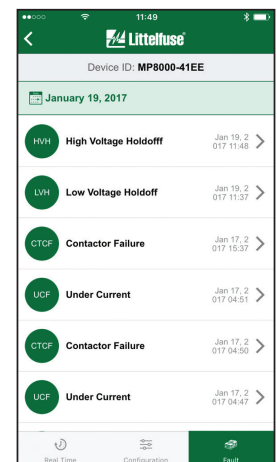 11:49
Littelfuse®
Device ID: MP8000-41EE
January 19, 2017
HVH High Voltage Holdofff Jan 19, 2
017 11:48
LVH Low Voltage Holdoff Jan 19, 2
017 11:37
CTCF Contactor Failure Jan 17, 2
017 15:37
UCF Under Current Jan 17, 2
017 04:51
CTCF Contactor Failure Jan 17, 2
017 04:50
UCF Under Current Jan 17, 2
017 04:47
Real Time Configuration Fault